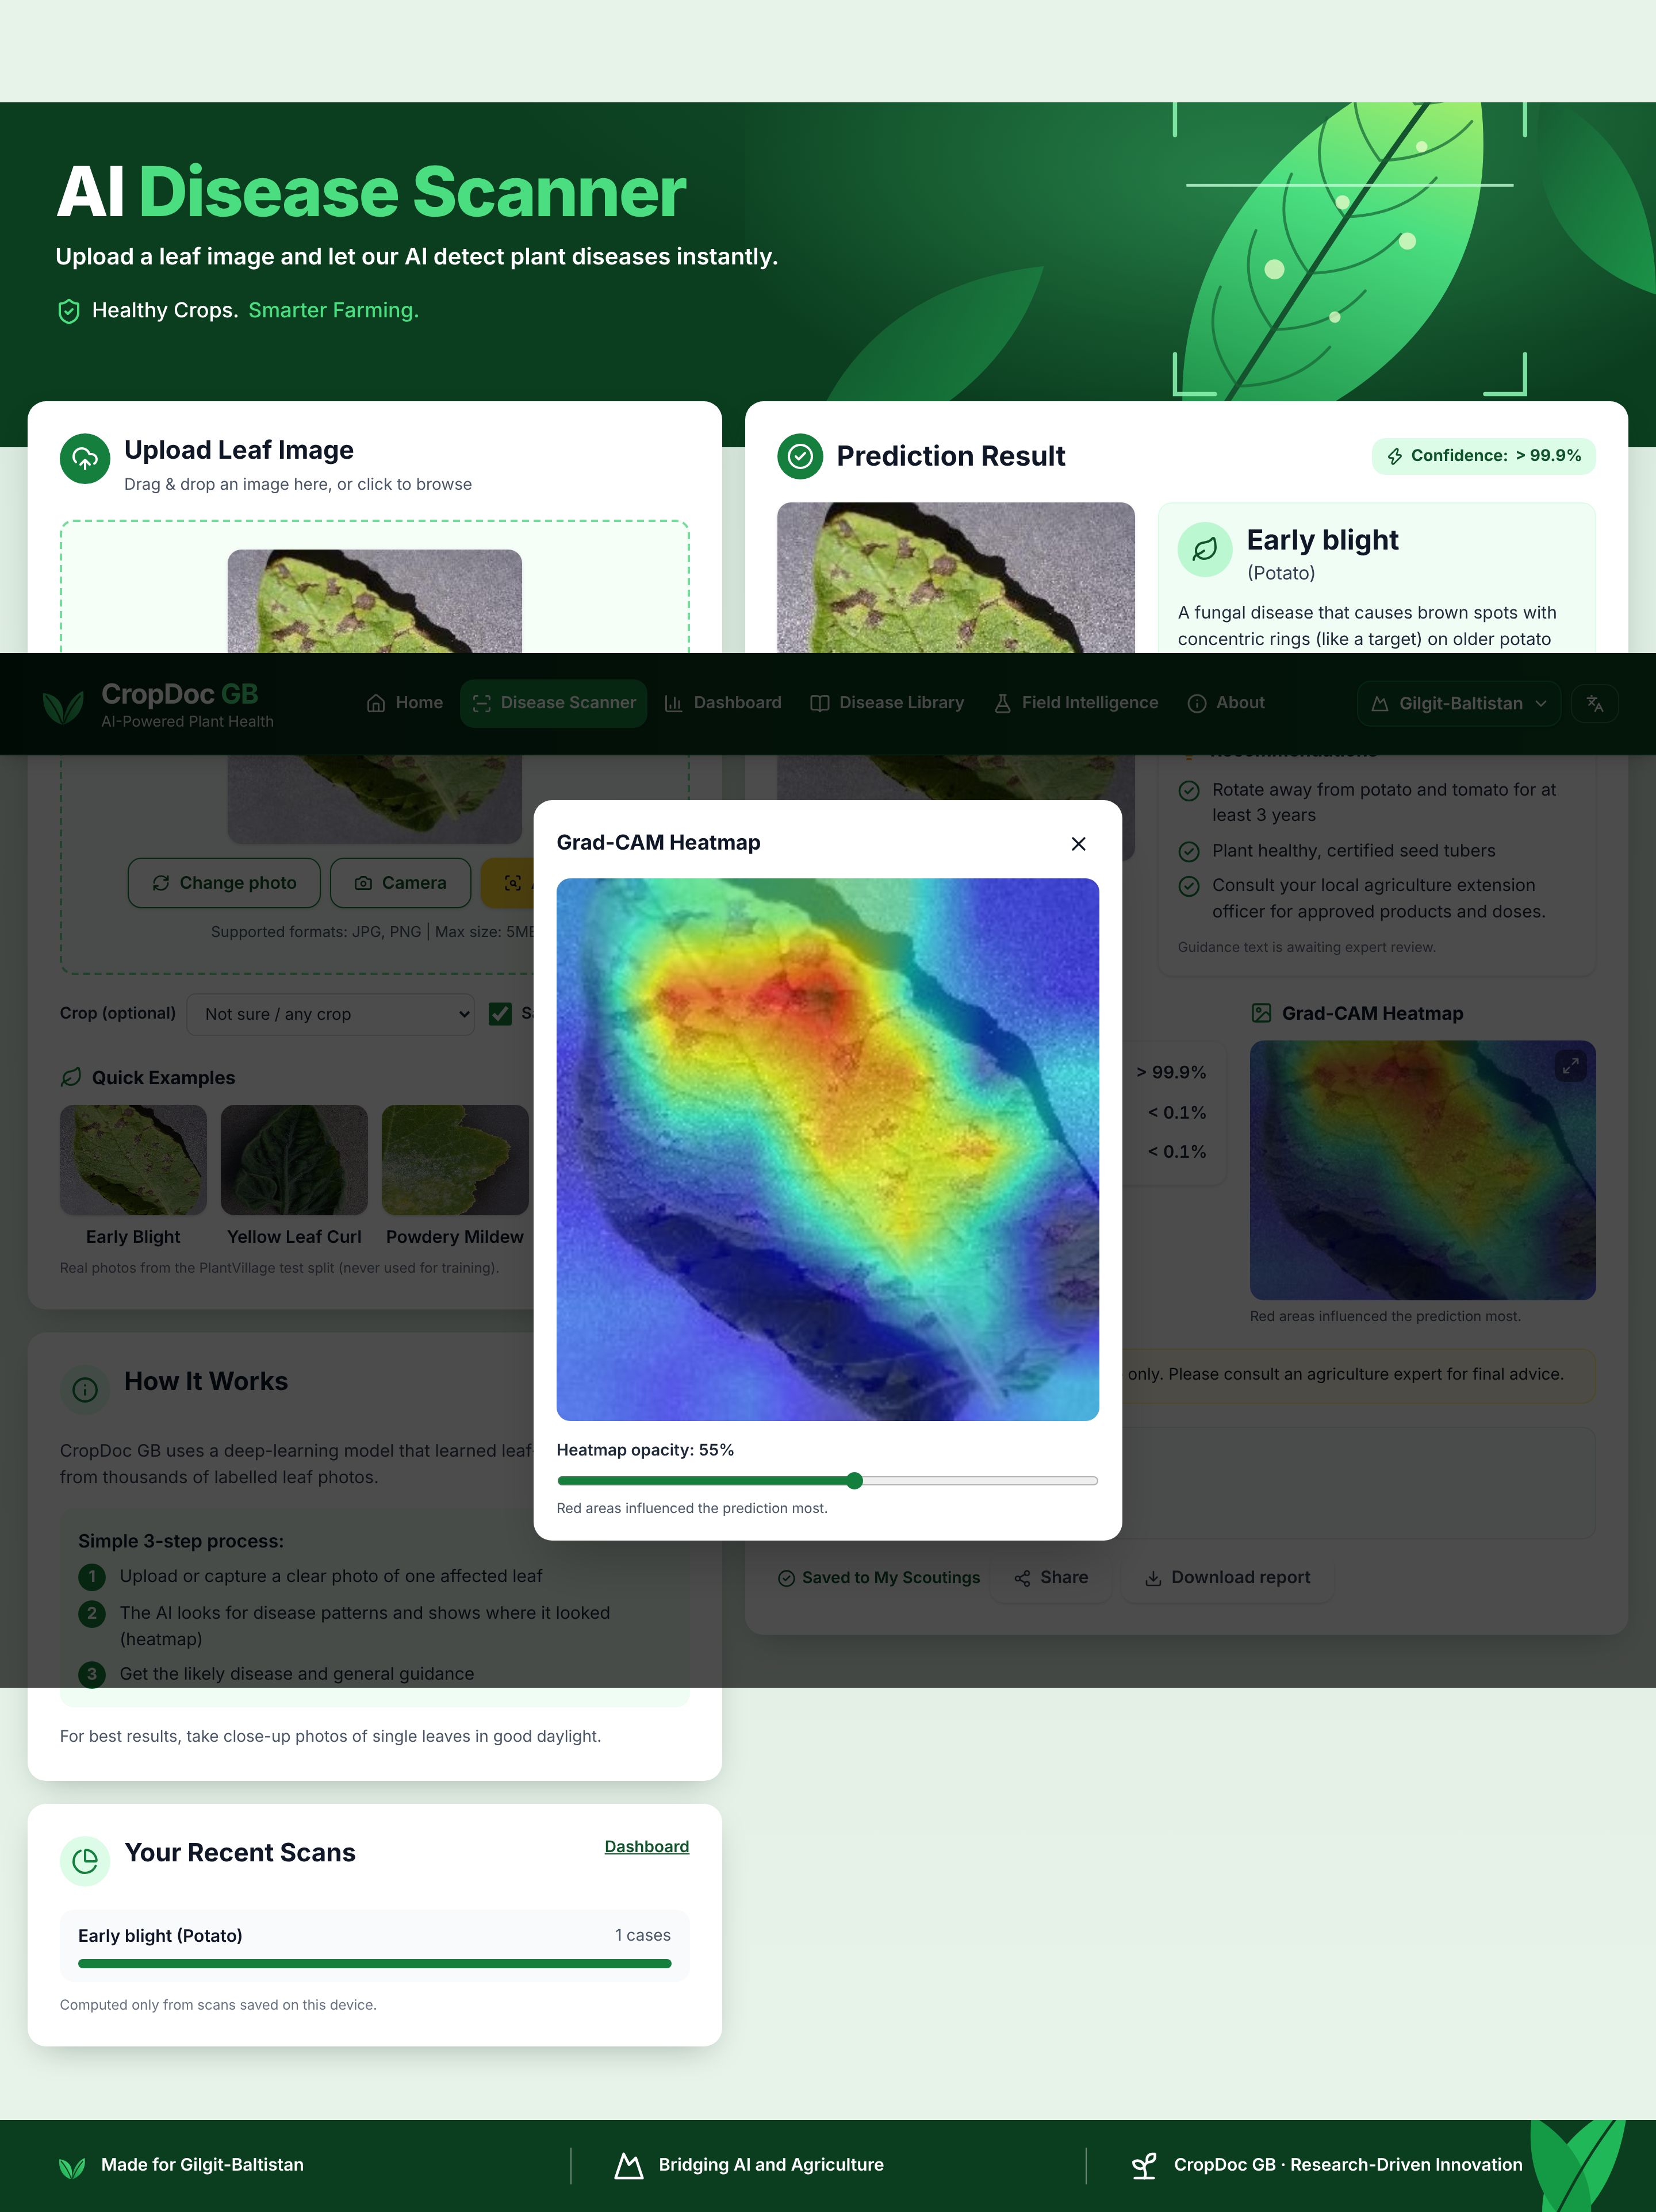 AI Disease Scanner
Upload a leaf image and let our AI detect plant diseases instantly.
Healthy Crops. Smarter Farming.
Upload Leaf Image
Drag & drop an image here, or click to browse
Prediction Result
Confidence: > 99.9%
Early blight
(Potato)
A fungal disease that causes brown spots with
concentric rings (like a target) on older potato
CropDoc GB
AI-Powered Plant Health
Home
Disease Scanner
Dashboard
Disease Library
Field Intelligence
About
Gilgit-Baltistan
Rotate away from potato and tomato for at
least 3 years
Plant healthy, certified seed tubers
Consult your local agriculture extension
officer for approved products and doses.
Guidance text is awaiting expert review.
Change photo
Camera
Supported formats: JPG, PNG | Max size: 5MB
Crop (optional)
Not sure / any crop
Quick Examples
Early Blight
Yellow Leaf Curl
Powdery Mildew
Real photos from the PlantVillage test split (never used for training).
Grad-CAM Heatmap
Heatmap opacity: 55%
Red areas influenced the prediction most.
> 99.9%
< 0.1%
< 0.1%
Grad-CAM Heatmap
Red areas influenced the prediction most.
only. Please consult an agriculture expert for final advice.
Saved to My Scoutings
Share
Download report
How It Works
CropDoc GB uses a deep-learning model that learned leaf
from thousands of labelled leaf photos.
Simple 3-step process:
1 Upload or capture a clear photo of one affected leaf
2 The AI looks for disease patterns and shows where it looked
(heatmap)
3 Get the likely disease and general guidance
For best results, take close-up photos of single leaves in good daylight.
Your Recent Scans
Dashboard
Early blight (Potato)
1 cases
Computed only from scans saved on this device.
Made for Gilgit-Baltistan
Bridging AI and Agriculture
CropDoc GB · Research-Driven Innovation